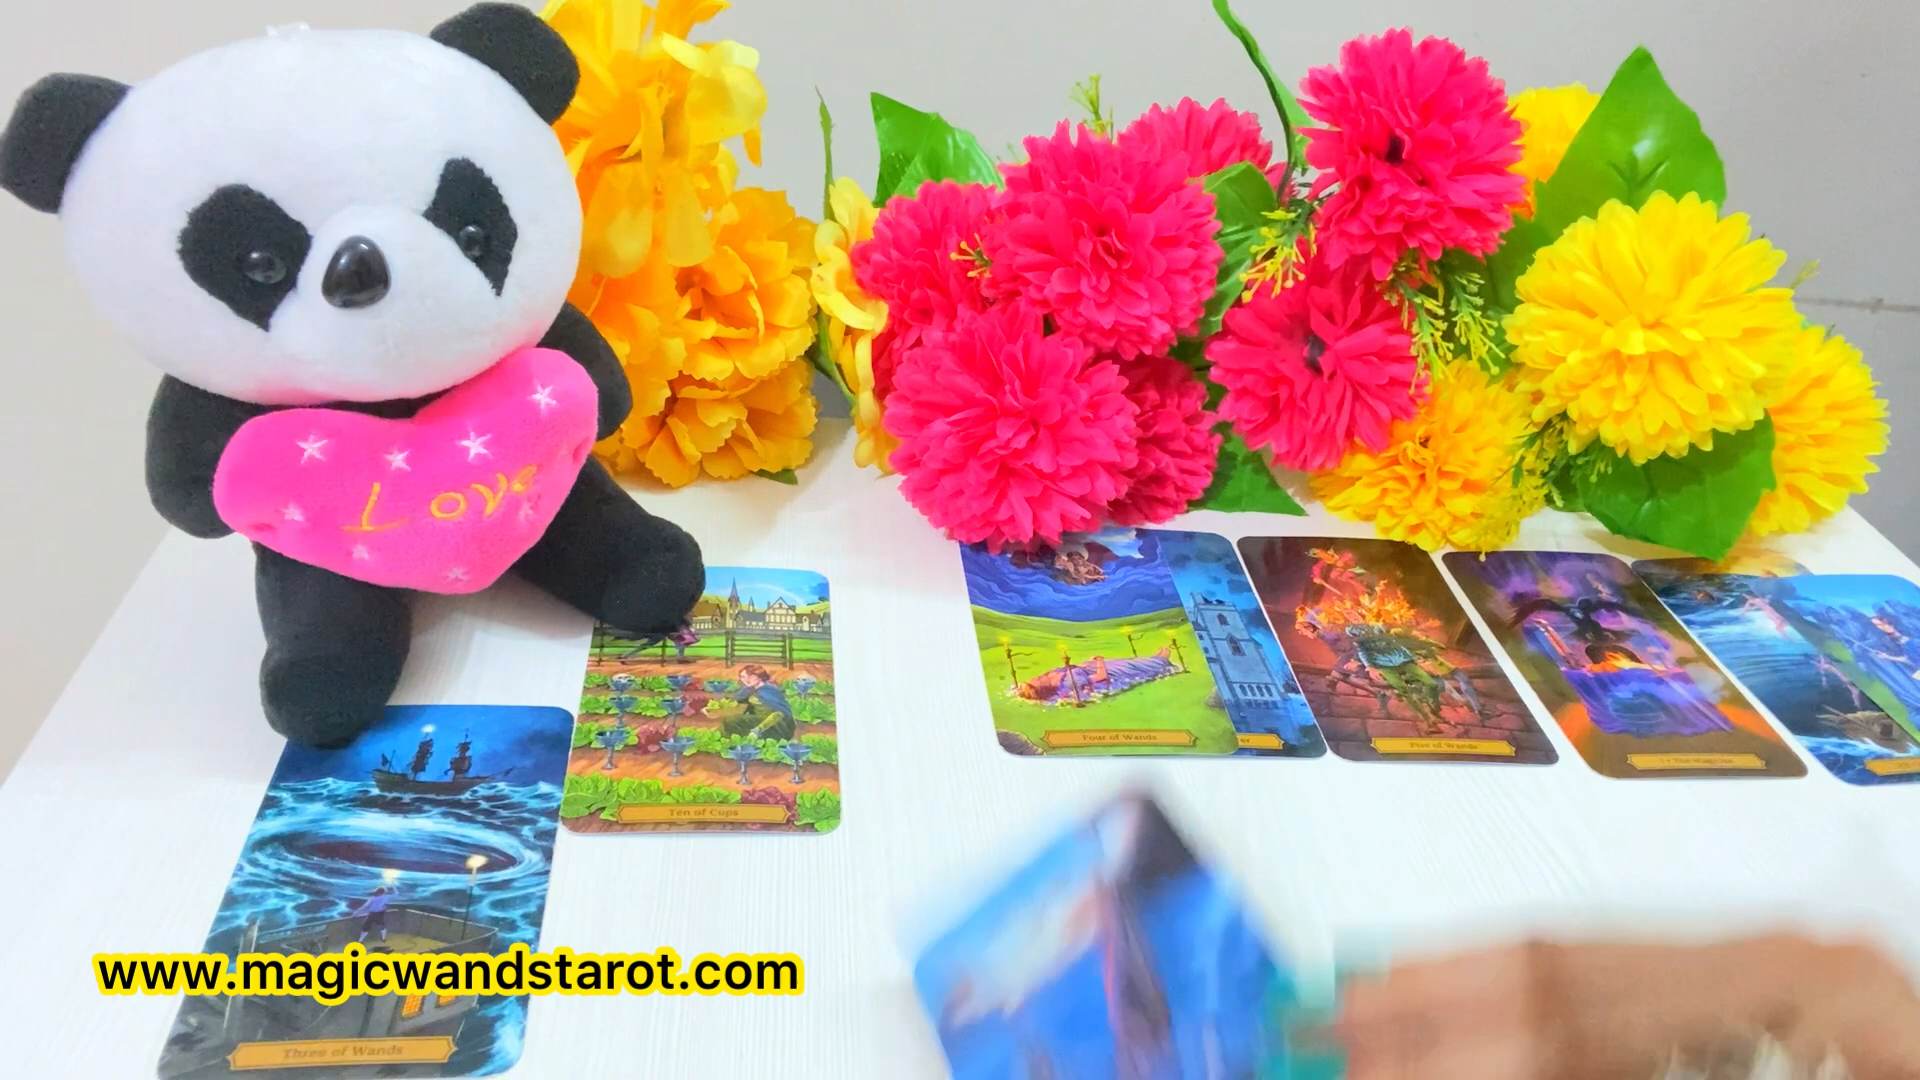 Love
Ten of Cups
Four of Wands
Five of Wands
www.magicwandstarot.com
Three of Wands